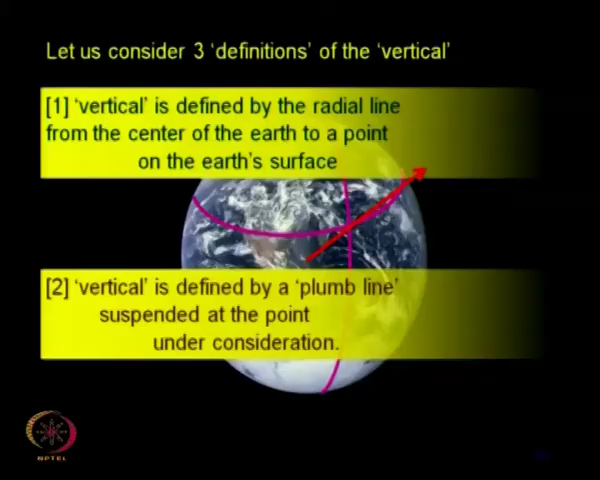 Let us consider 3 'definitions' of the 'vertical'
[1] 'vertical' is defined by the radial line
from the center of the earth to a point
on the earth's surface
[2] 'vertical' is defined by a 'plumb line'
suspended at the point
under consideration.
NPTEL